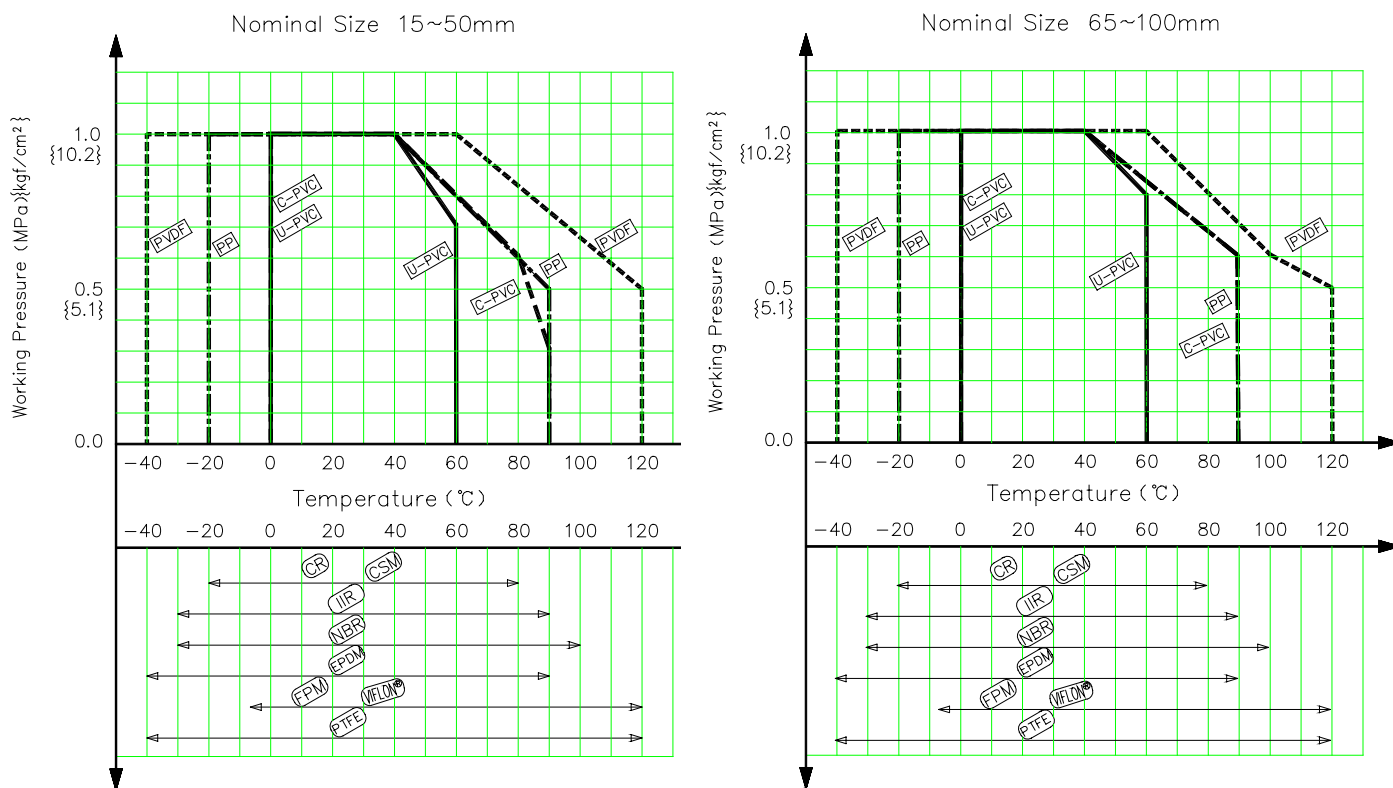 Nominal Size 15~50mm
Working Pressure (MPa){kgf/cm²}
1.0
{10.2}
0.5
{5.1}
0.0
PVDF
PP
C-PVC
U-PVC
U-PVC
C-PVC
PP
PVDF
-40 -20 0 20 40 60 80 100 120
Temperature (℃)
-40 -20 0 20 40 60 80 100 120
CR CSM
IIR
NBR
EPDM
FPM VIFLON®
PTFE
Nominal Size 65~100mm
Working Pressure (MPa){kgf/cm²}
1.0
{10.2}
0.5
{5.1}
0.0
PVDF
PP
C-PVC
U-PVC
U-PVC
PP
C-PVC
PVDF
-40 -20 0 20 40 60 80 100 120
Temperature (℃)
-40 -20 0 20 40 60 80 100 120
CR CSM
IIR
NBR
EPDM
FPM VIFLON®
PTFE